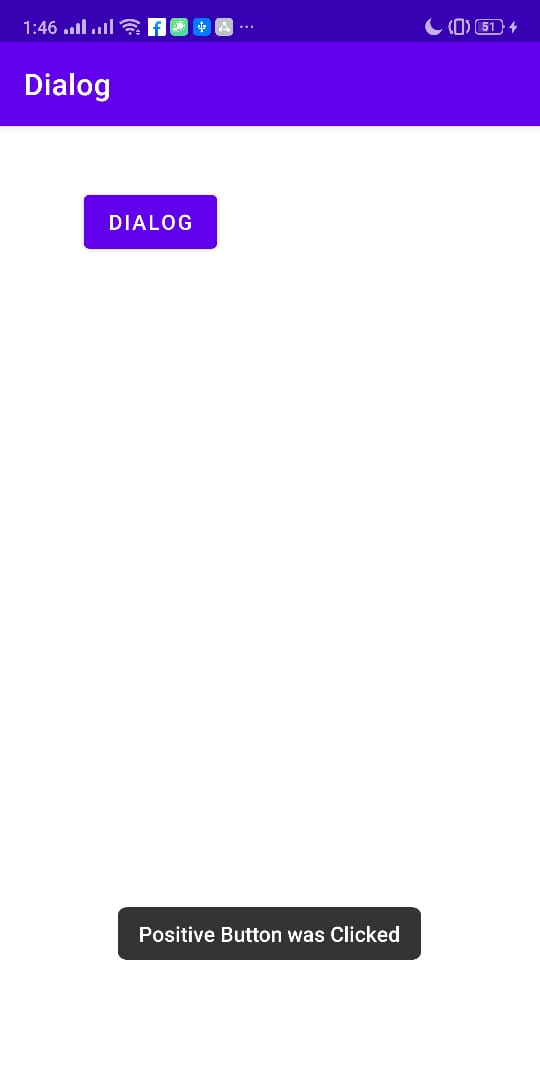 1:46
51
Dialog
DIALOG
Positive Button was Clicked